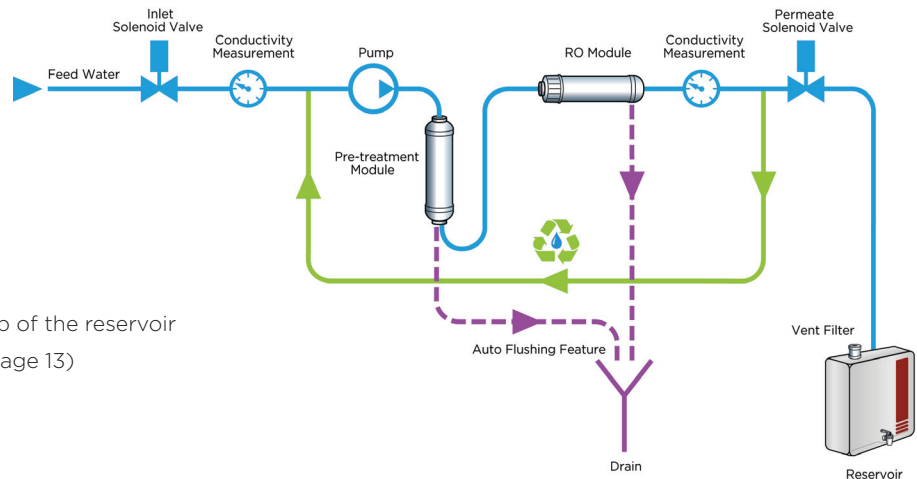 Inlet
Solenoid Valve
Conductivity
Measurement
Pump
RO Module
Conductivity
Measurement
Permeate
Solenoid Valve
Feed Water
Pre-treatment
Module
of the reservoir
age 13)
Vent Filter
Auto Flushing Feature
Drain
Reservoir